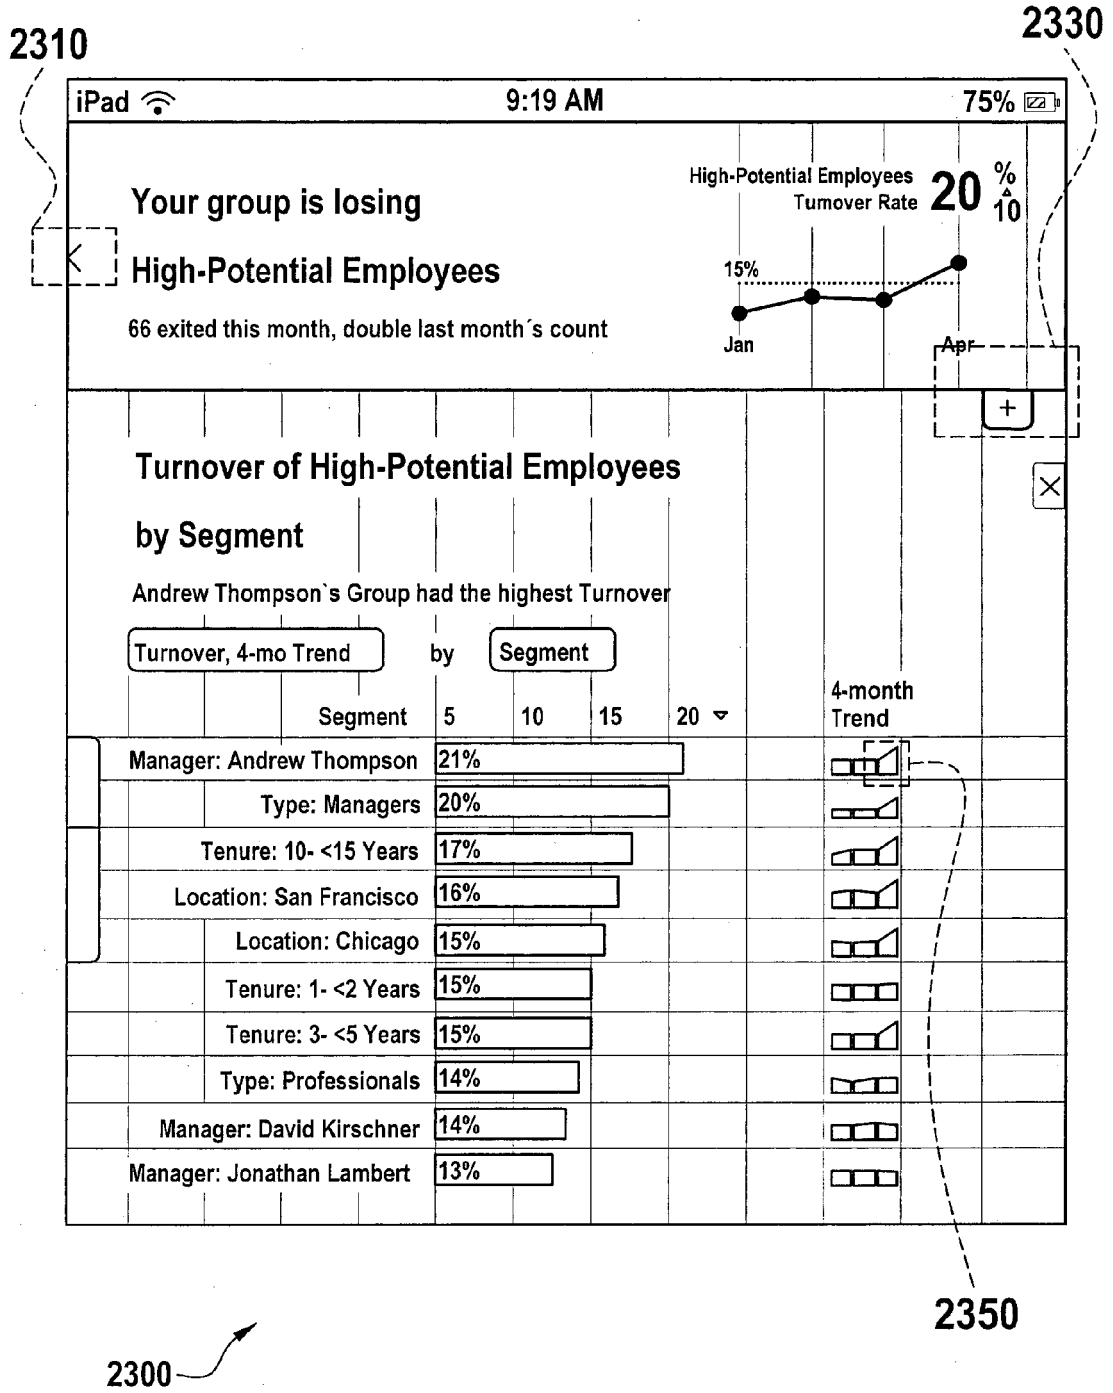 2310
2330
iPad 9:19 AM 75%
High-Potential Employees
Turnover Rate
20 %
10
Your group is losing
High-Potential Employees
66 exited this month, double last month´s count
15%
Jan Apr
+
Turnover of High-Potential Employees
by Segment
Andrew Thompson`s Group had the highest Turnover
Turnover, 4-mo Trend by Segment
4-month
Trend
Segment 5 10 15 20
Manager: Andrew Thompson 21%
Type: Managers 20%
Tenure: 10- <15 Years 17%
Location: San Francisco 16%
Location: Chicago 15%
Tenure: 1- <2 Years 15%
Tenure: 3- <5 Years 15%
Type: Professionals 14%
Manager: David Kirschner 14%
Manager: Jonathan Lambert 13%
2350
2300